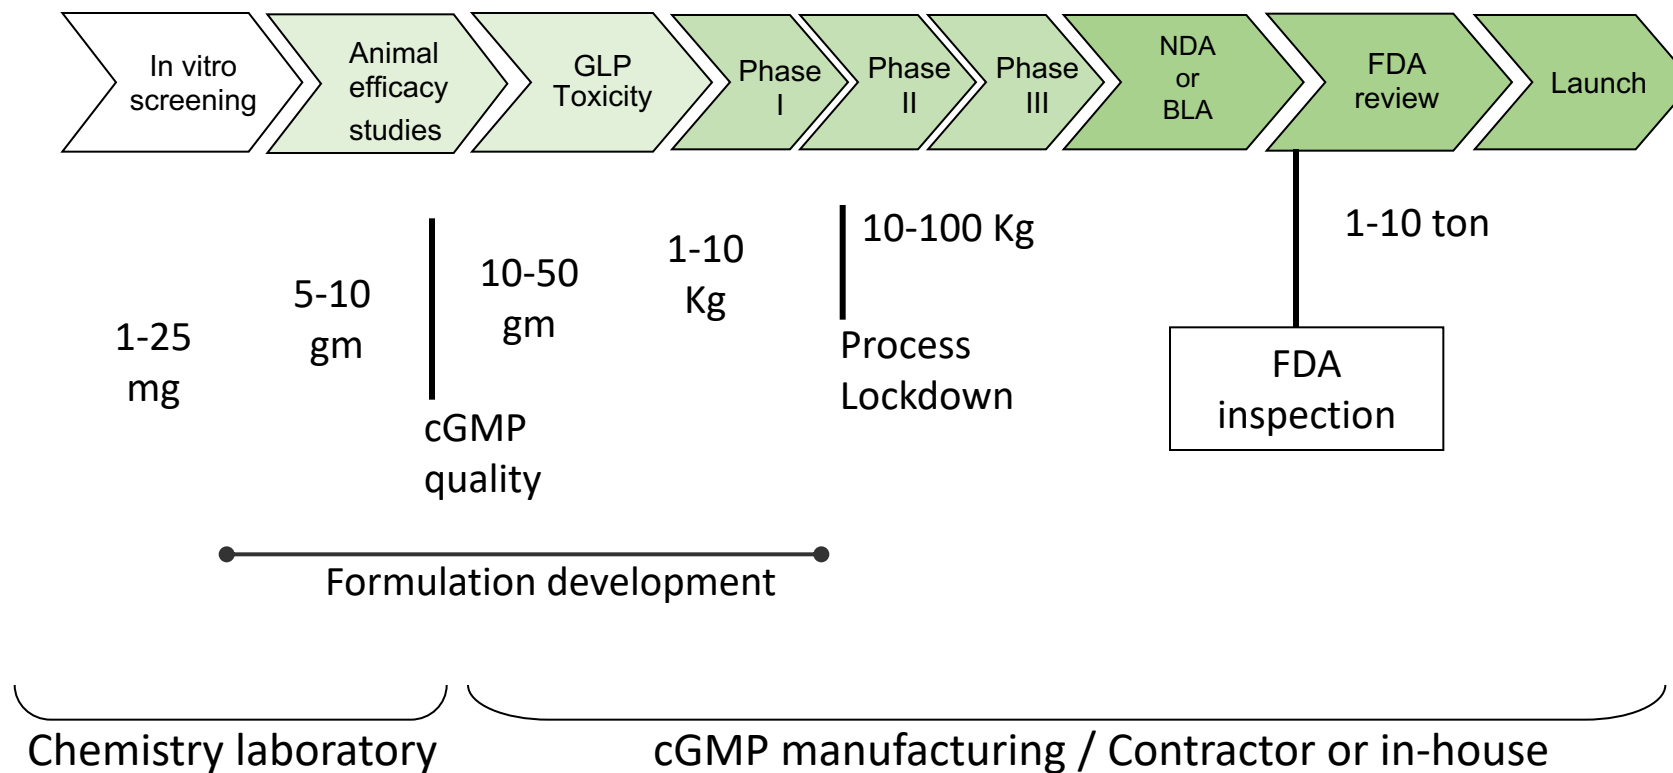 In vitro
screening
Animal
efficacy
studies
GLP
Toxicity
Phase
I
Phase
II
Phase
III
NDA
or
BLA
FDA
review
Launch
1-25
mg
5-10
gm
cGMP
quality
10-50
gm
1-10
Kg
10-100 Kg
Process
Lockdown
1-10 ton
FDA
inspection
Formulation development
Chemistry laboratory
cGMP manufacturing / Contractor or in-house